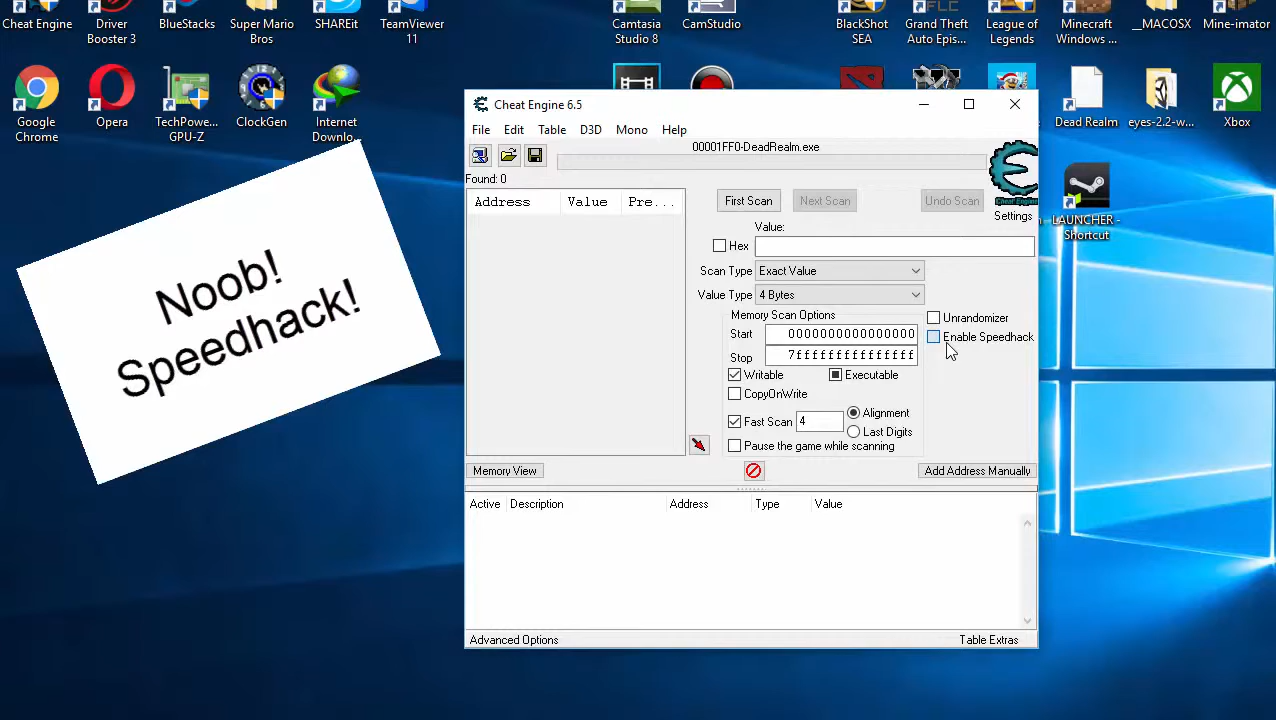 Cheat Engine
Driver
Booster 3
BlueStacks
Super Mario
Bros
SHAREit
TeamViewer
11
Camtasia
Studio 8
CamStudio
BlackShot
SEA
Grand Theft
Auto Epis...
League of
Legends
Minecraft
Windows ...
__MACOSX
Mine-imator
Google
Chrome
Opera
TechPowe...
GPU-Z
ClockGen
Internet
Downlo...
Dead Realm
eyes-2.2-w...
Xbox
LAUNCHER -
Shortcut
Noob!
Speedhack!
Cheat Engine 6.5
File Edit Table D3D Mono Help
00001FF0-DeadRealm.exe
Found: 0
Address Value Pre...
First Scan Next Scan Undo Scan
Cheat Engine
Settings
Value:
Hex
Scan Type Exact Value
Value Type 4 Bytes
Memory Scan Options
Start 0000000000000000
Stop 7fffffffffffffff
Unrandomizer
Enable Speedhack
Writable Executable
CopyOnWrite
Fast Scan 4 Alignment
Last Digits
Pause the game while scanning
Memory View Add Address Manually
Active Description Address Type Value
Advanced Options Table Extras